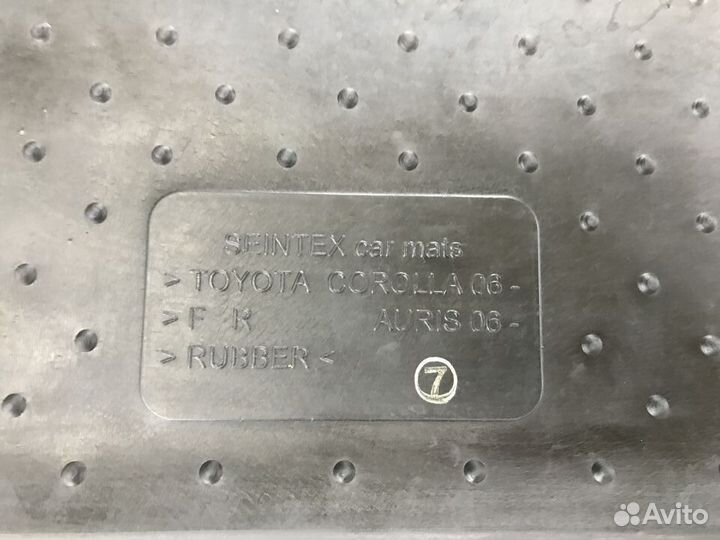 SEINTEX car mats
> TOYOTA COROLLA 06 -
> F R AURIS 06 -
> RUBBER <
7
Avito